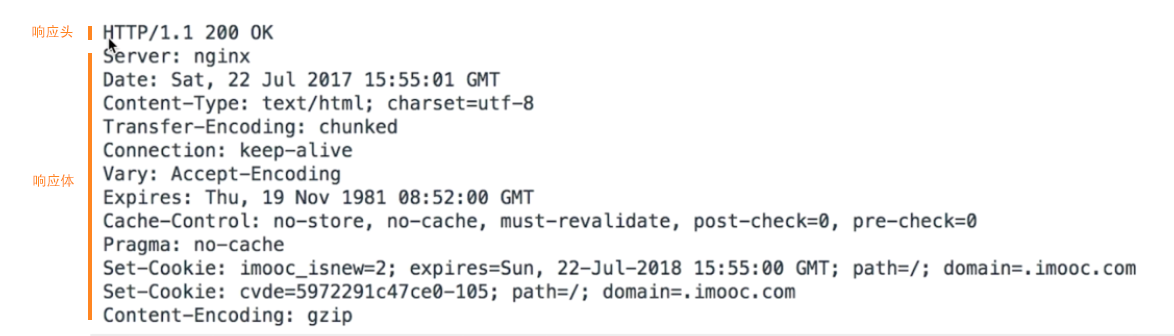 响应头
HTTP/1.1 200 OK
Server: nginx
Date: Sat, 22 Jul 2017 15:55:01 GMT
Content-Type: text/html; charset=utf-8
Transfer-Encoding: chunked
Connection: keep-alive
响应体
Vary: Accept-Encoding
Expires: Thu, 19 Nov 1981 08:52:00 GMT
Cache-Control: no-store, no-cache, must-revalidate, post-check=0, pre-check=0
Pragma: no-cache
Set-Cookie: imooc_isnew=2; expires=Sun, 22-Jul-2018 15:55:00 GMT; path=/; domain=.imooc.com
Set-Cookie: cvde=5972291c47ce0-105; path=/; domain=.imooc.com
Content-Encoding: gzip